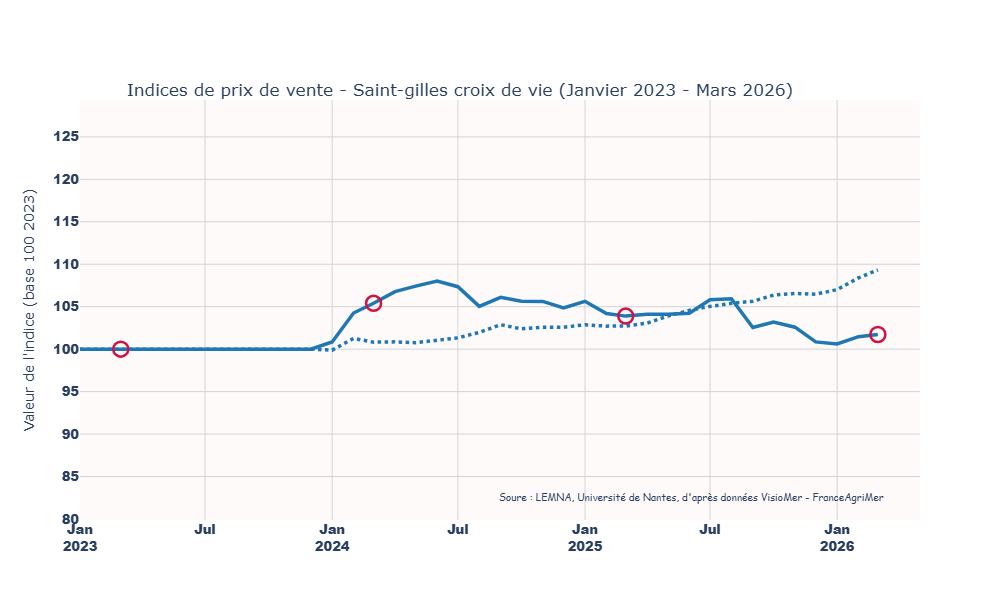 Indices de prix de vente - Saint-gilles croix de vie (Janvier 2023 - Mars 2026)
Valeur de l'indice (base 100 2023)
125
120
115
110
105
100
95
90
85
80
Soure : LEMNA, Université de Nantes, d'après données VisioMer - FranceAgriMer
Jan Jul Jan Jul Jan Jul Jan
2023 2024 2025 2026